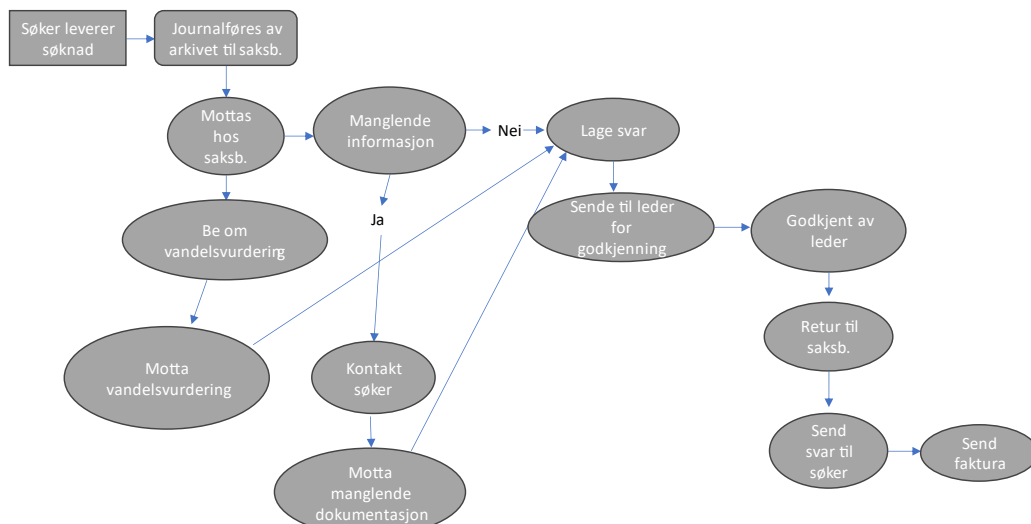 Søker leverer
søknad
Journalføres av
arkivet til saksb.
Mottas
hos
saksb.
Manglende
informasjon
Nei
Lage svar
Ja
Be om
vandelsvurdering
Sende til leder
for
godkjenning
Godkjent av
leder
Motta
vandelsvurdering
Kontakt
søker
Retur til
saksb.
Motta
manglende
dokumentasjon
Send
svar til
søker
Send
faktura